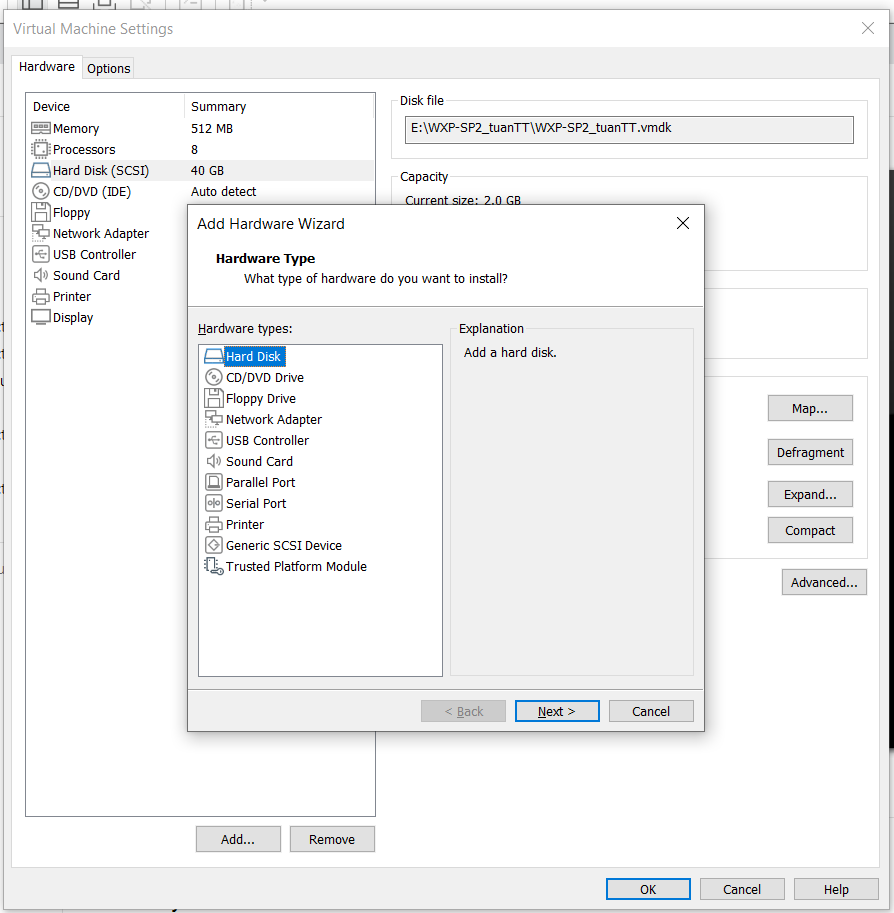 Virtual Machine Settings
Hardware
Options
Device Summary
Memory 512 MB
Processors 8
Hard Disk (SCSI) 40 GB
CD/DVD (IDE) Auto detect
Floppy
Network Adapter
USB Controller
Sound Card
Printer
Display
Add...
Remove
Disk file
E:\WXP-SP2_tuanTT\WXP-SP2_tuanTT.vmdk
Capacity
Current size: 2.0 GB
Map...
Defragment
Expand...
Compact
Advanced...
Add Hardware Wizard
Hardware Type
What type of hardware do you want to install?
Hardware types:
Hard Disk
CD/DVD Drive
Floppy Drive
Network Adapter
USB Controller
Sound Card
Parallel Port
Serial Port
Printer
Generic SCSI Device
Trusted Platform Module
Explanation
Add a hard disk.
< Back
Next >
Cancel
OK
Cancel
Help